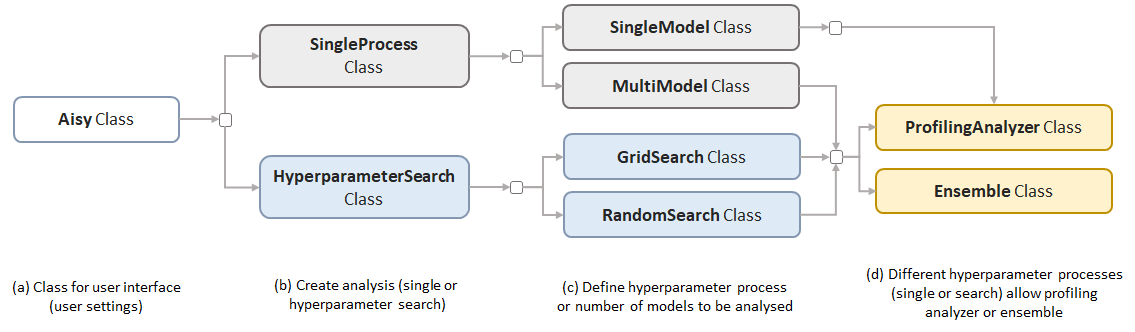 Aisy Class
SingleProcess
Class
HyperparameterSearch
Class
SingleModel Class
MultiModel Class
GridSearch Class
RandomSearch Class
ProfilingAnalyzer Class
Ensemble Class
(a) Class for user interface
(user settings)
(b) Create analysis (single or
hyperparameter search)
(c) Define hyperparameter process
or number of models to be analysed
(d) Different hyperparameter processes
(single or search) allow profiling
analyzer or ensemble